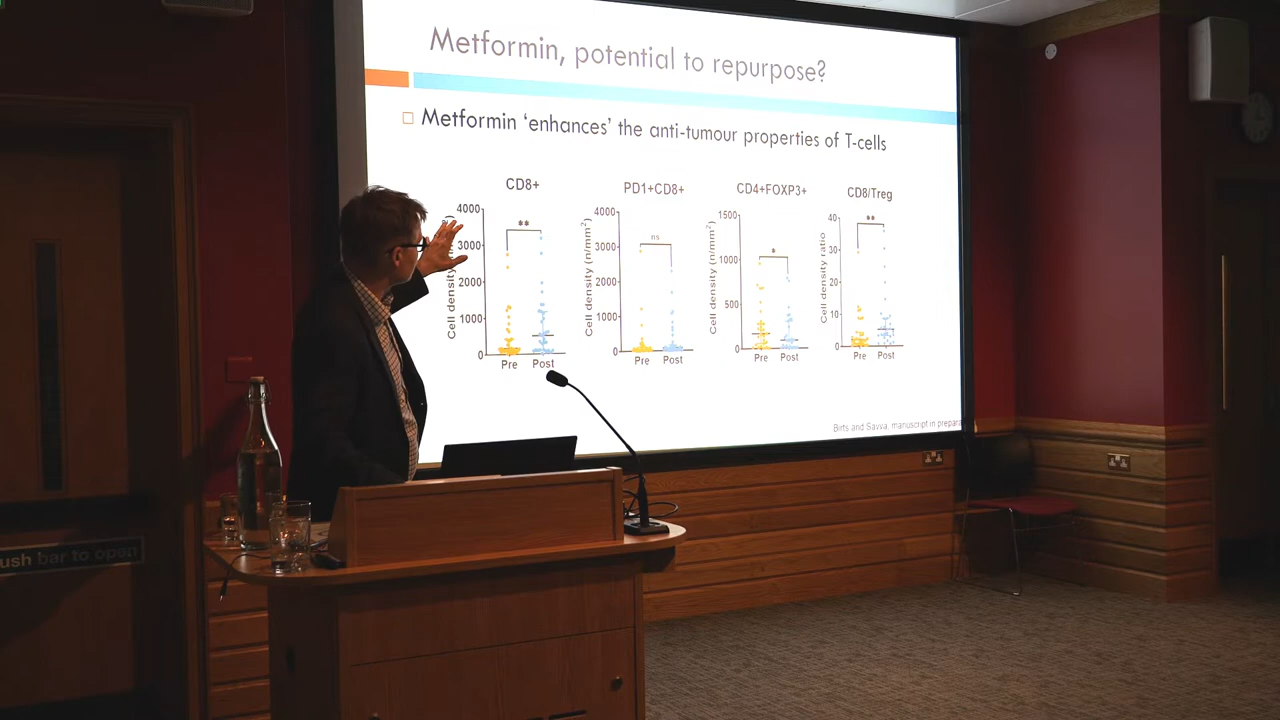 Metformin, potential to repurpose?
Metformin ‘enhances’ the anti-tumour properties of T-cells
CD8+
PD1+CD8+
CD4+FOXP3+
CD8/Treg
4000
3000
2000
1000
0
Cell density
**
Pre
Post
4000
3000
2000
1000
0
Cell density (n/mm²)
ns
Pre
Post
1500
1000
500
0
Cell density (n/mm²)
*
Pre
Post
40
30
20
10
0
Cell density ratio
**
Pre
Post
Birts and Savva, manuscript in prepara
ush bar to open